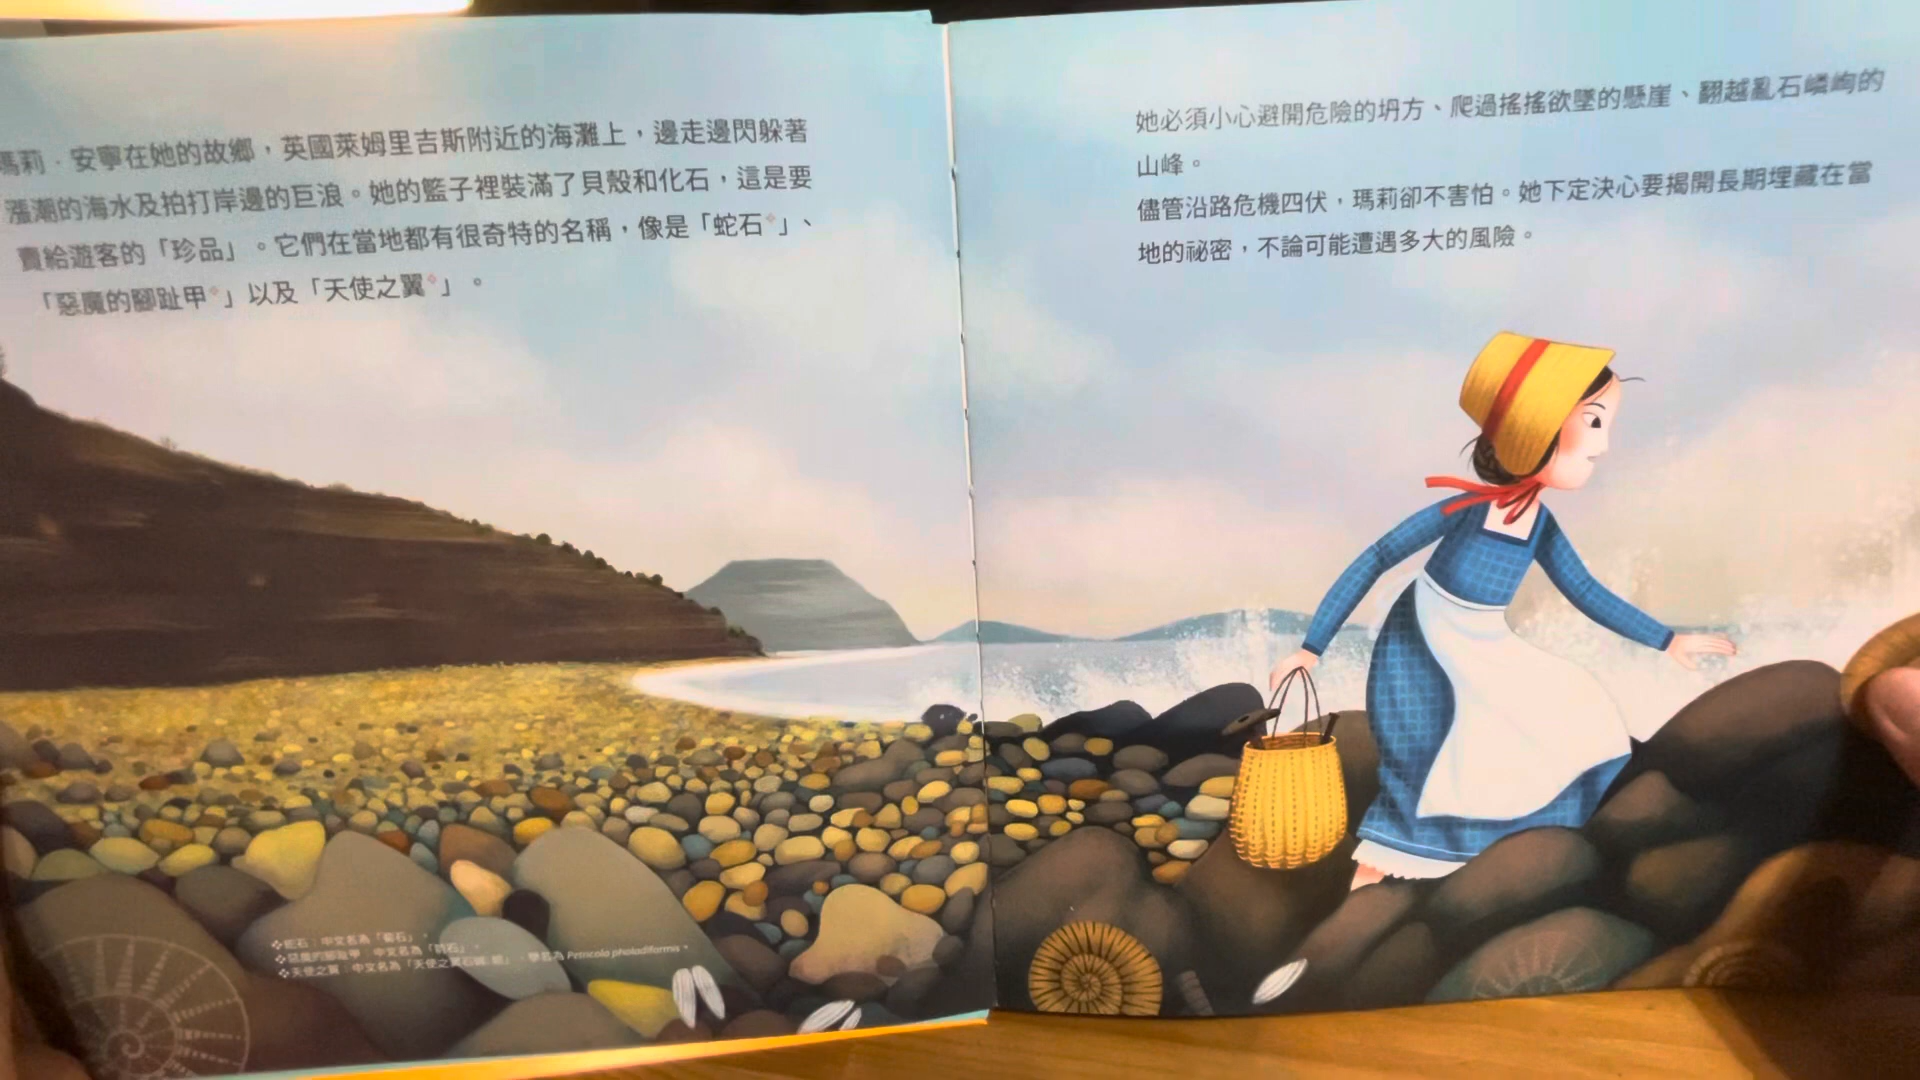 瑪莉．安寧在她的故鄉，英國萊姆里吉斯附近的海灘上，邊走邊閃躲著
漲潮的海水及拍打岸邊的巨浪。她的籃子裡裝滿了貝殼和化石，這是要
賣給遊客的「珍品」。它們在當地都有很奇特的名稱，像是「蛇石」、
「惡魔的腳趾甲」以及「天使之翼」。
❖蛇石：中文名為「菊石」。
❖惡魔的腳趾甲：中文名為「箭石」。
❖天使之翼：中文名為「天使之翼石」，學名為 Petricola pholadiformis。
她必須小心避開危險的坍方、爬過搖搖欲墜的懸崖、翻越亂石嶙峋的
山峰。
儘管沿路危機四伏，瑪莉卻不害怕。她下定決心要揭開長期埋藏在當
地的祕密，不論可能遭遇多大的風險。